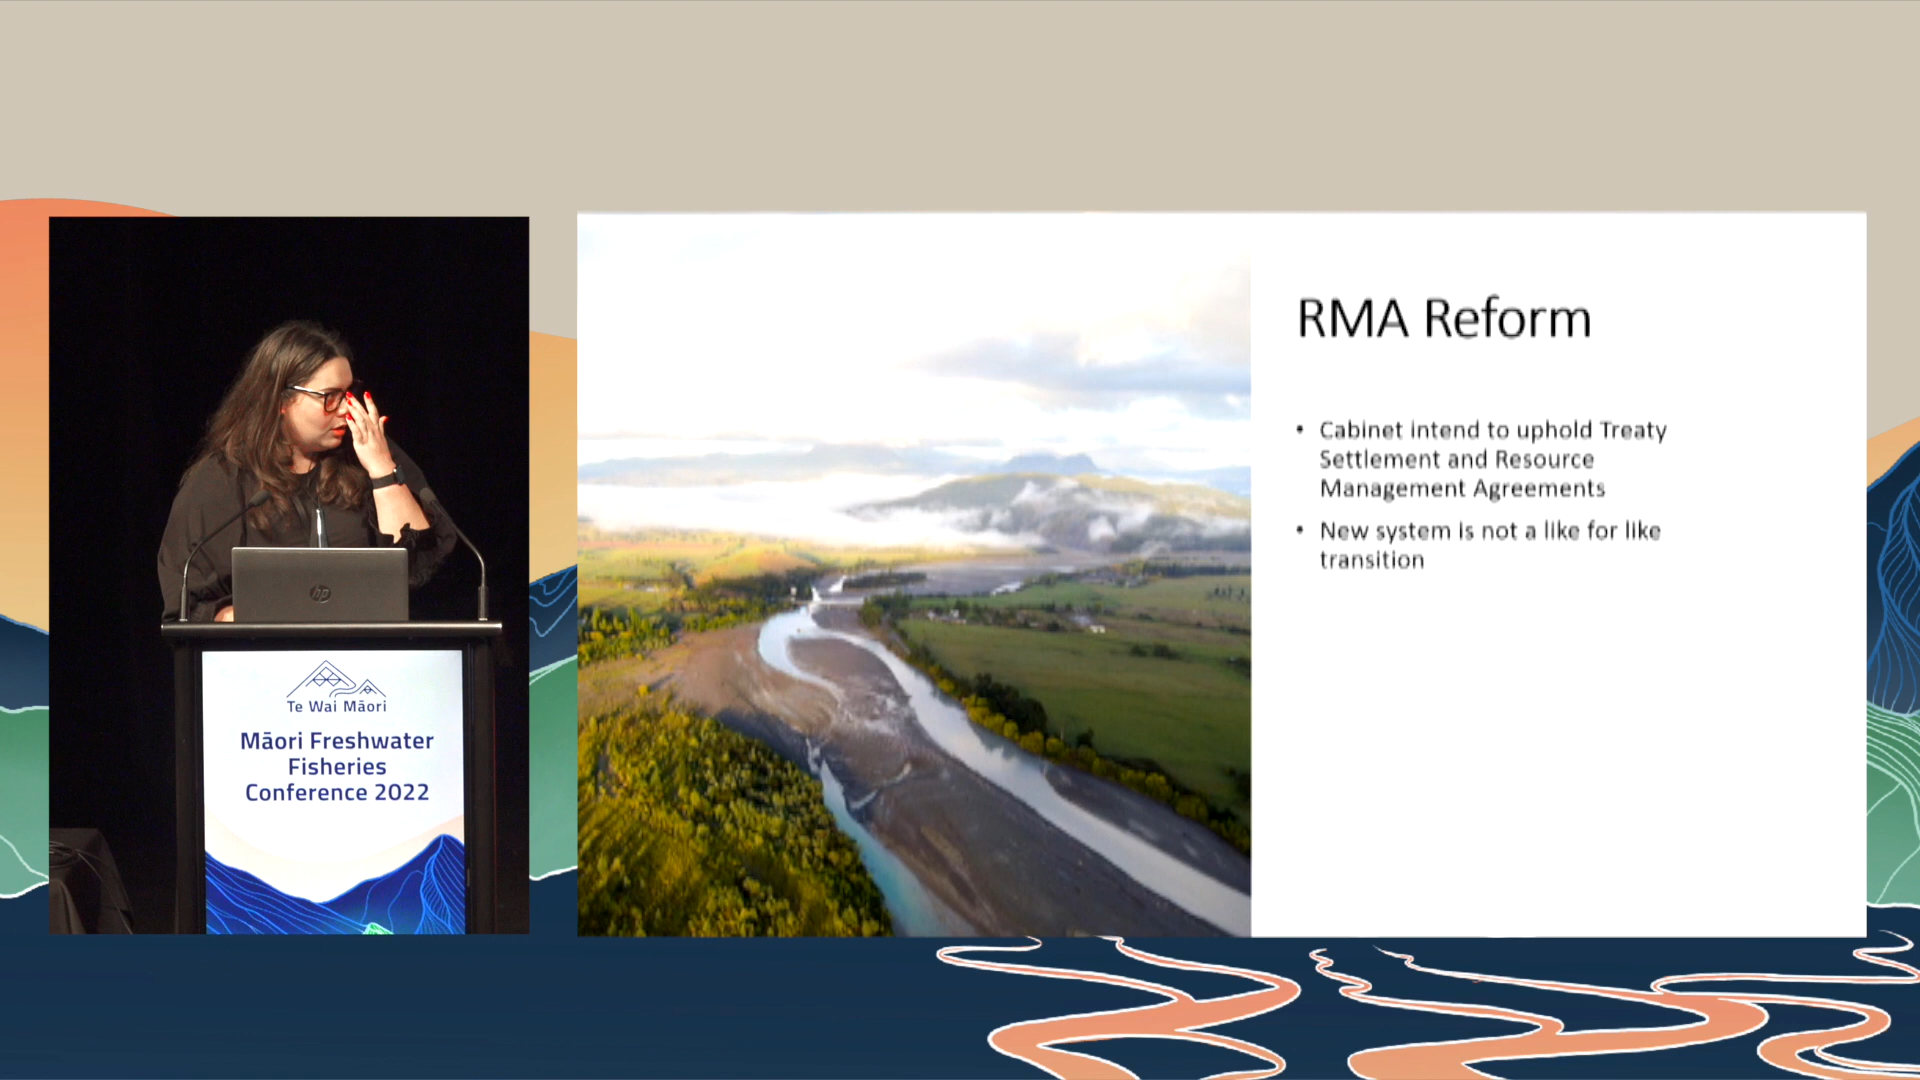 RMA Reform
• Cabinet intend to uphold Treaty
Settlement and Resource
Management Agreements
• New system is not a like for like
transition
hp
Te Wai Māori
Māori Freshwater
Fisheries
Conference 2022